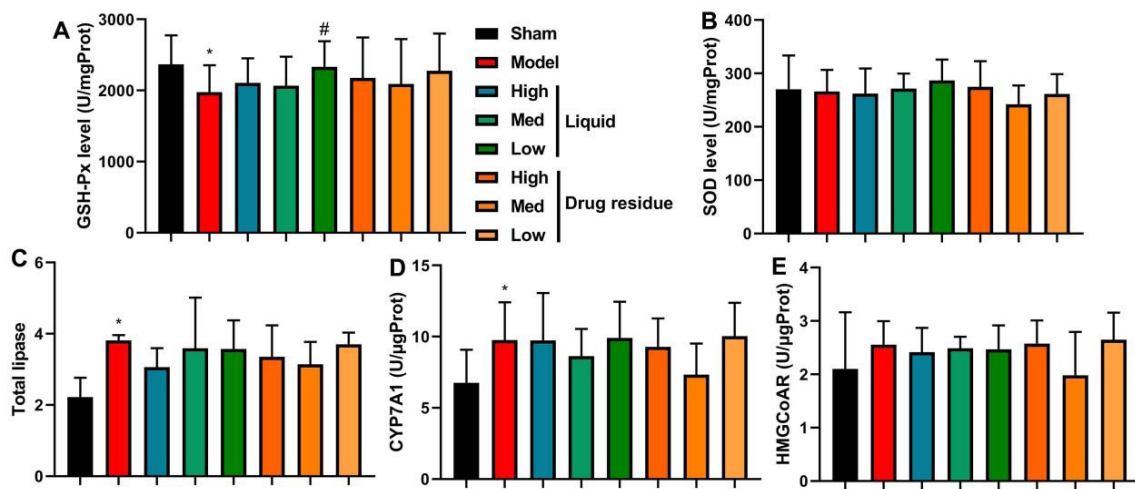 A
GSH-Px level (U/mgProt)
3000
2000
1000
0
*
#
Sham
Model
High
Med
Low
Liquid
High
Med
Low
Drug residue
B
SOD level (U/mgProt)
400
300
200
100
0
C
Total lipase
6
4
2
0
*
D
CYP7A1 (U/μgProt)
15
10
5
0
*
E
HMGCoAR (U/μgProt)
4
3
2
1
0